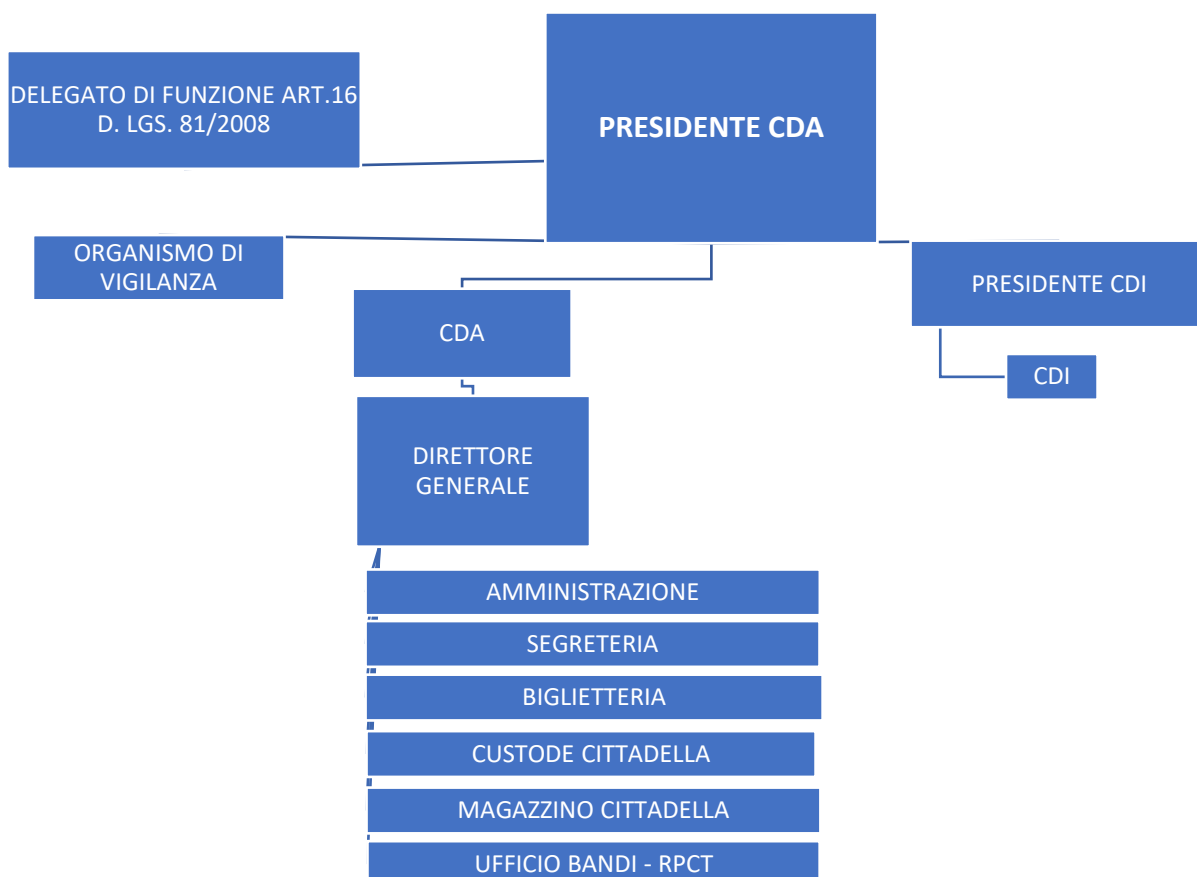 DELEGATO DI FUNZIONE ART.16
D. LGS. 81/2008
PRESIDENTE CDA
ORGANISMO DI
VIGILANZA
PRESIDENTE CDI
CDA
CDI
DIRETTORE
GENERALE
AMMINISTRAZIONE
SEGRETERIA
BIGLIETTERIA
CUSTODE CITTADELLA
MAGAZZINO CITTADELLA
UFFICIO BANDI - RPCT